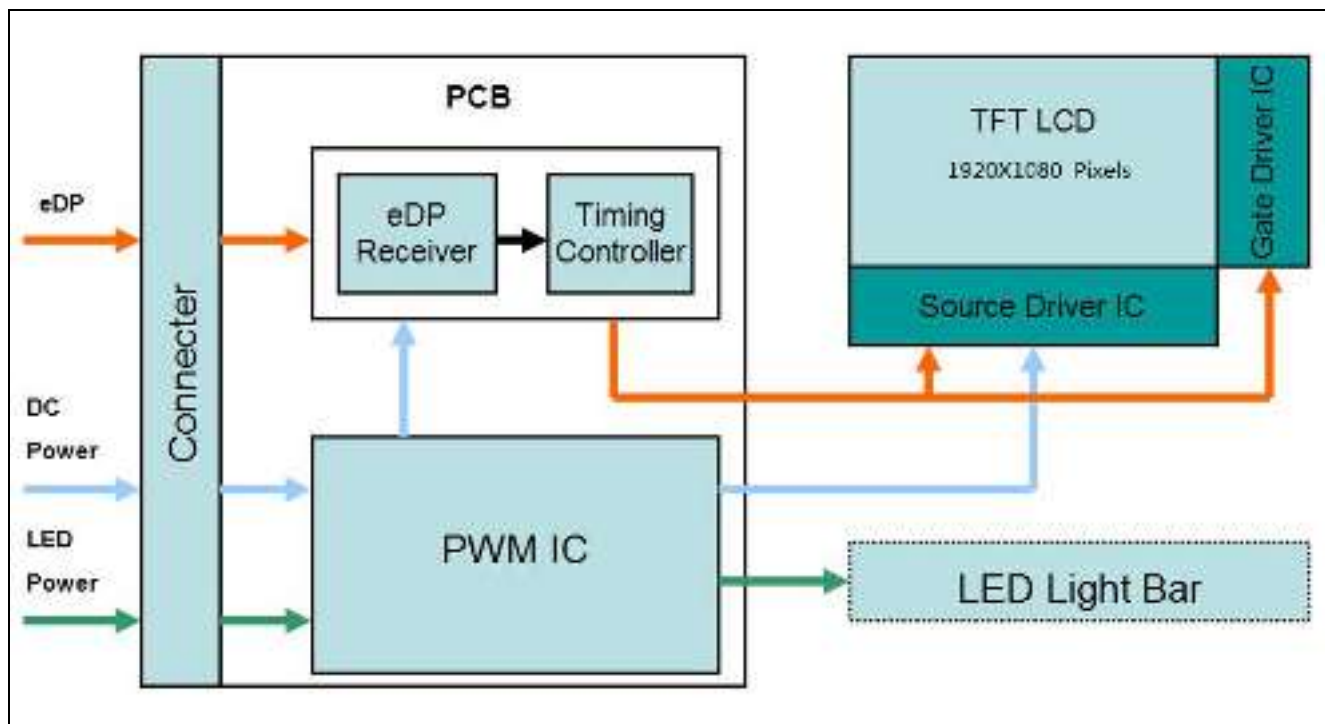 PCB
eDP
Connecter
eDP
Receiver
Timing
Controller
TFT LCD
1920X1080 Pixels
Gate Driver IC
Source Driver IC
DC
Power
LED
Power
PWM IC
LED Light Bar